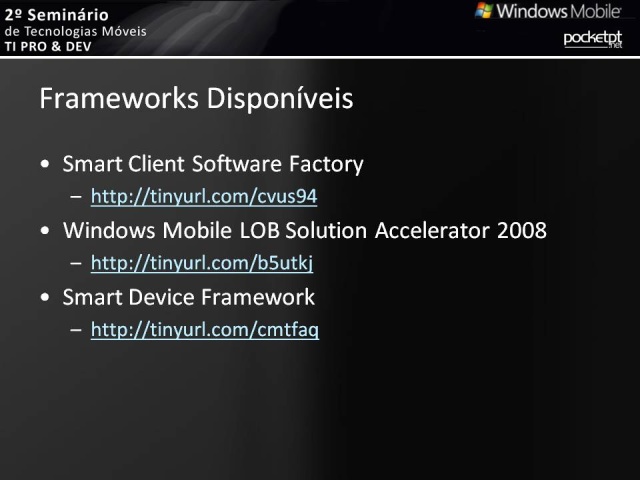 2º Seminário
de Tecnologias Móveis
TI PRO & DEV
Windows Mobile
pocketpt
.net
Frameworks Disponíveis
• Smart Client Software Factory
– http://tinyurl.com/cvus94
• Windows Mobile LOB Solution Accelerator 2008
– http://tinyurl.com/b5utkj
• Smart Device Framework
– http://tinyurl.com/cmtfaq